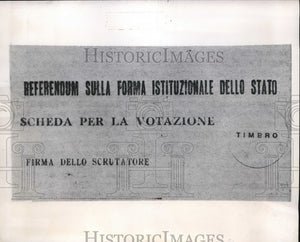 HISTORICIMAGES
REFERENDUM SULLA FORMA ISTITUZIONALE DELLO STATO
SCHEDA PER LA VOTAZIONE
TIMBRO
FIRMA DELLO SCRUTATORE
HISTORICIMAGES